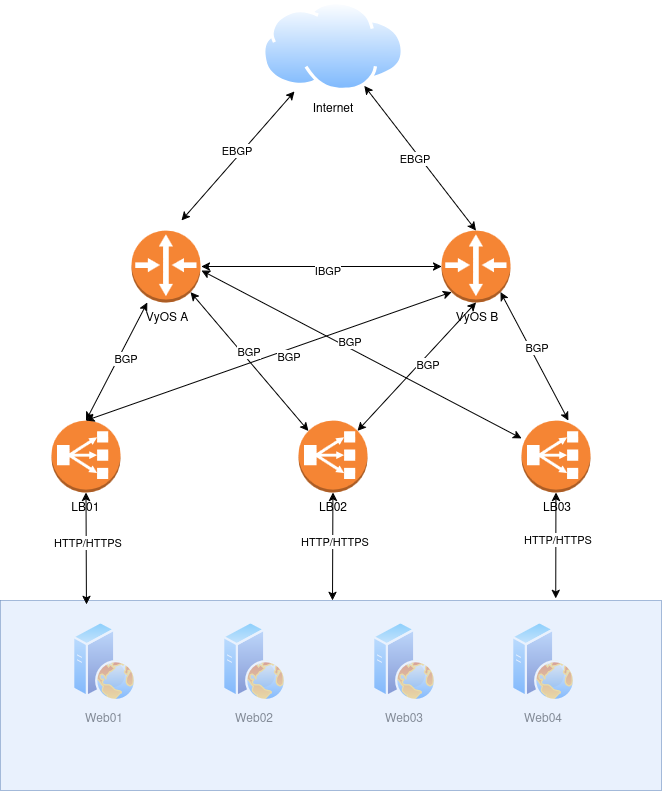 Internet
EBGP
EBGP
IBGP
VyOS A
VyOS B
BGP
BGP
BGP
BGP
BGP
BGP
LB01
LB02
LB03
HTTP/HTTPS
HTTP/HTTPS
HTTP/HTTPS
Web01
Web02
Web03
Web04